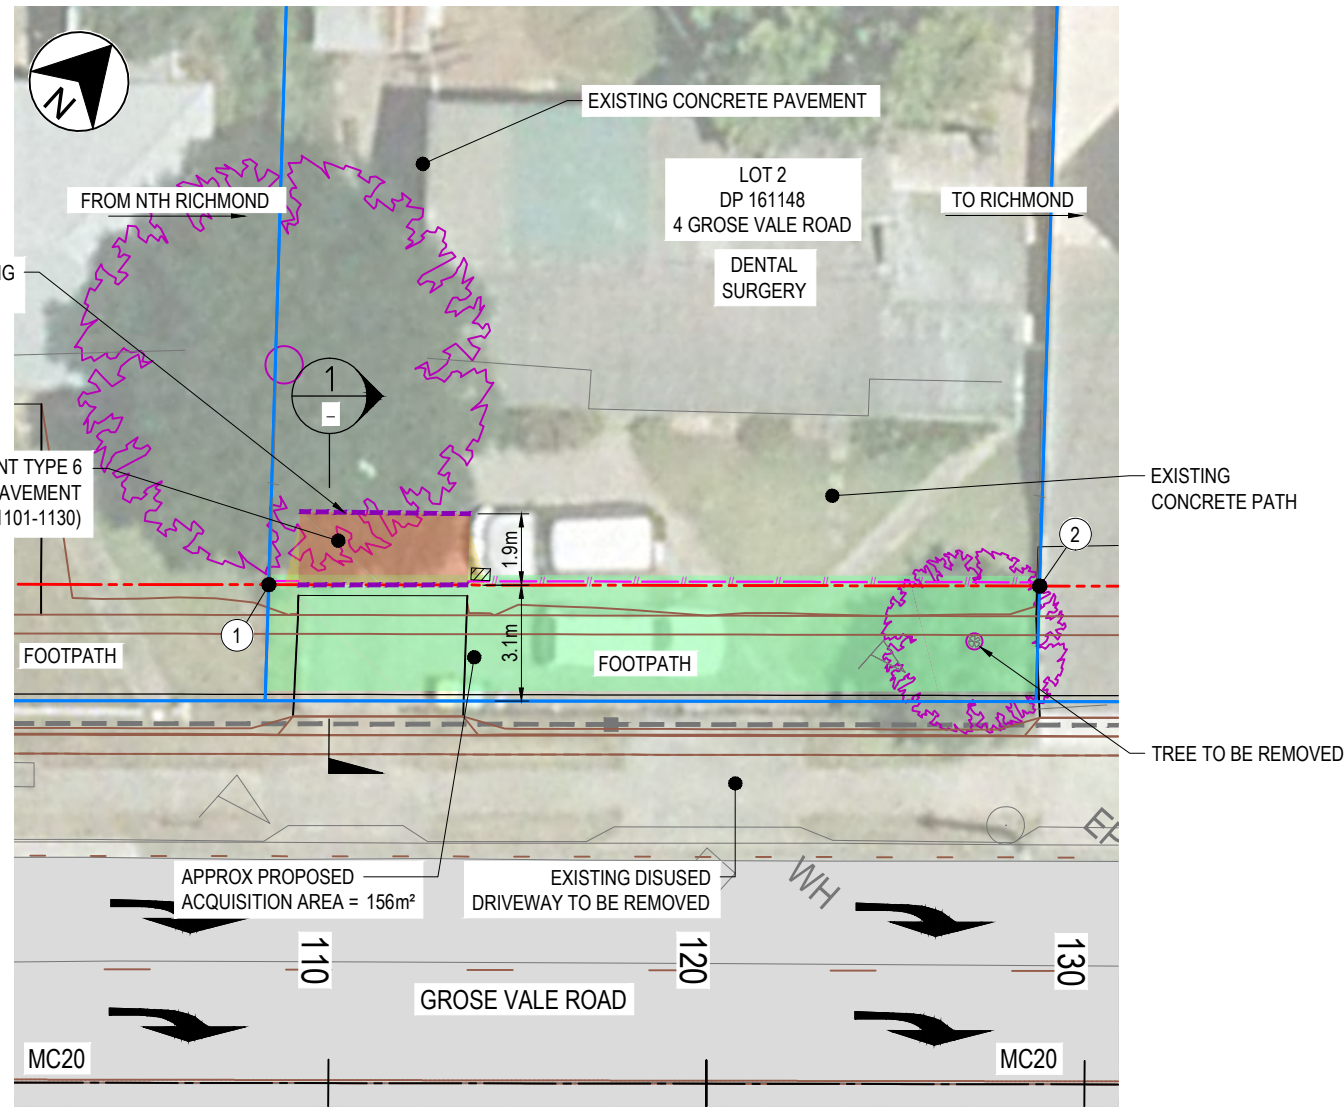 N
EXISTING CONCRETE PAVEMENT
LOT 2
DP 161148
4 GROSE VALE ROAD
DENTAL
SURGERY
FROM NTH RICHMOND
TO RICHMOND
1
–
NT TYPE 6
AVEMENT
1101-1130)
EXISTING
CONCRETE PATH
1.9m
2
1
3.1m
FOOTPATH
FOOTPATH
TREE TO BE REMOVED
APPROX PROPOSED
ACQUISITION AREA = 156m²
EXISTING DISUSED
DRIVEWAY TO BE REMOVED
WH
110
120
130
GROSE VALE ROAD
MC20
MC20